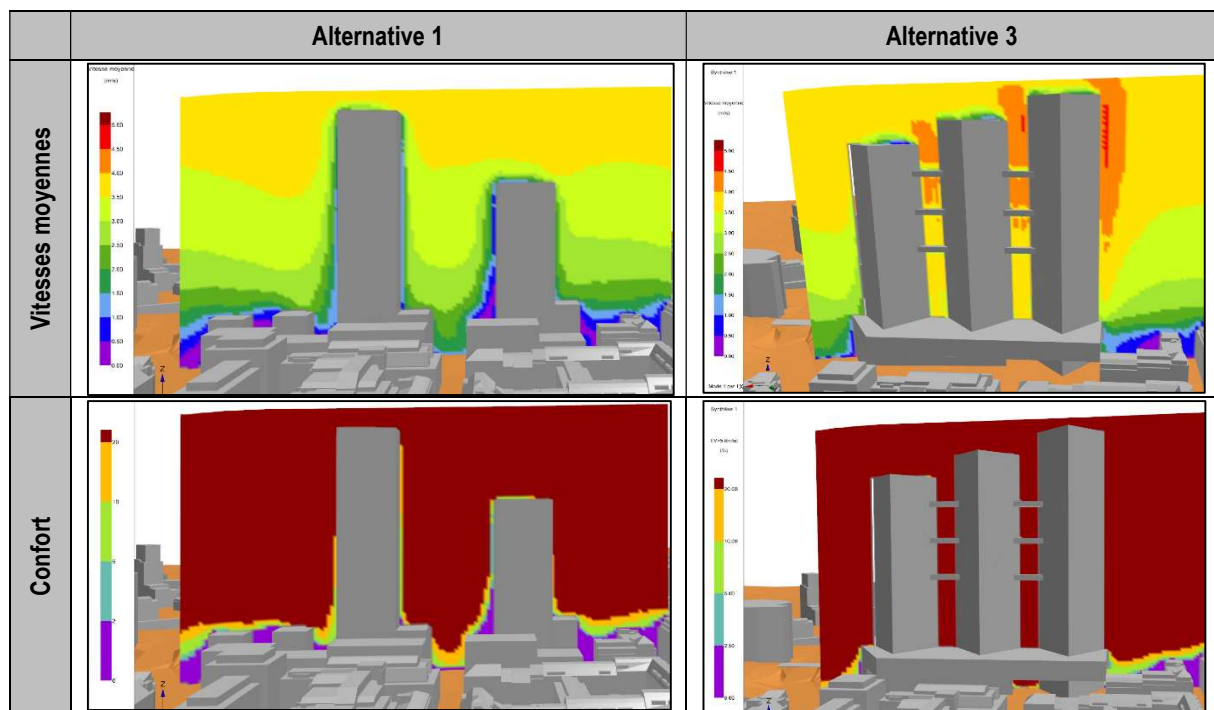 Alternative 1
Alternative 3
Vitesses moyennes
Vitesse moyenne
(m/s)
5.00
4.50
4.00
3.50
3.00
2.50
2.00
1.50
1.00
0.50
0.00
Z
Synthèse 1
Vitesse moyenne
(m/s)
5.00
4.50
4.00
3.50
3.00
2.50
2.00
1.50
1.00
0.50
0.00
Z
Confort
20
10
5
2
0
Z
Synthèse 1
(%)
20.00
10.00
5.00
2.50
0.00
Z